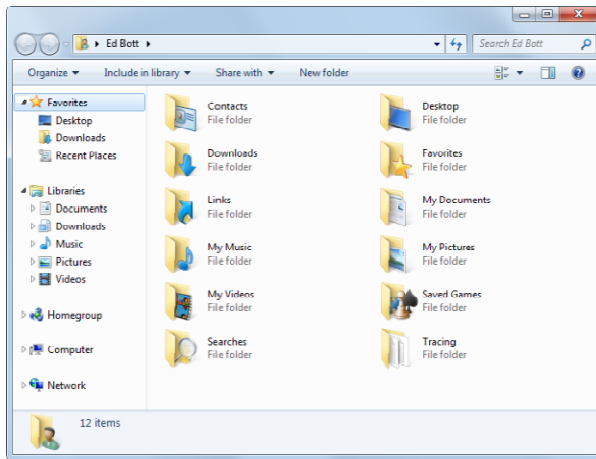 Ed Bott
Search Ed Bott
Organize Include in library Share with New folder
Favorites
Desktop
Downloads
Recent Places
Libraries
Documents
Downloads
Music
Pictures
Videos
Homegroup
Computer
Network
Contacts
File folder
Desktop
File folder
Downloads
File folder
Favorites
File folder
Links
File folder
My Documents
File folder
My Music
File folder
My Pictures
File folder
My Videos
File folder
Saved Games
File folder
Searches
File folder
Tracing
File folder
12 items